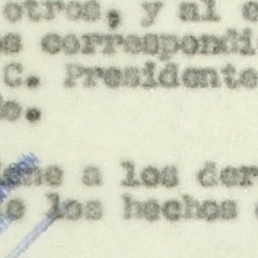 otros, y al
correspondi
C. Presidente
a los der
los hechos